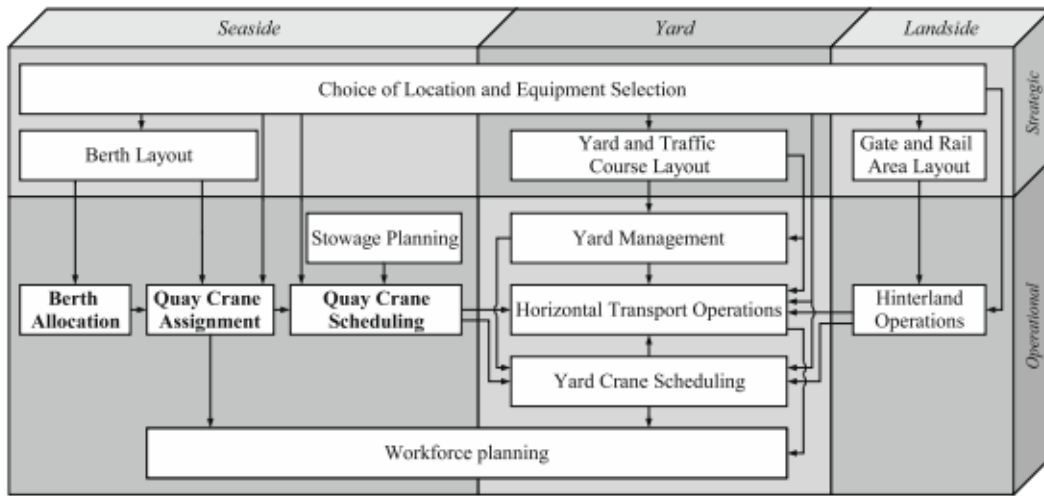 Seaside
Yard
Landside
Choice of Location and Equipment Selection
Strategic
Berth Layout
Yard and Traffic
Course Layout
Gate and Rail
Area Layout
Stowage Planning
Yard Management
Berth
Allocation
Quay Crane
Assignment
Quay Crane
Scheduling
Horizontal Transport Operations
Hinterland
Operations
Operational
Yard Crane Scheduling
Workforce planning